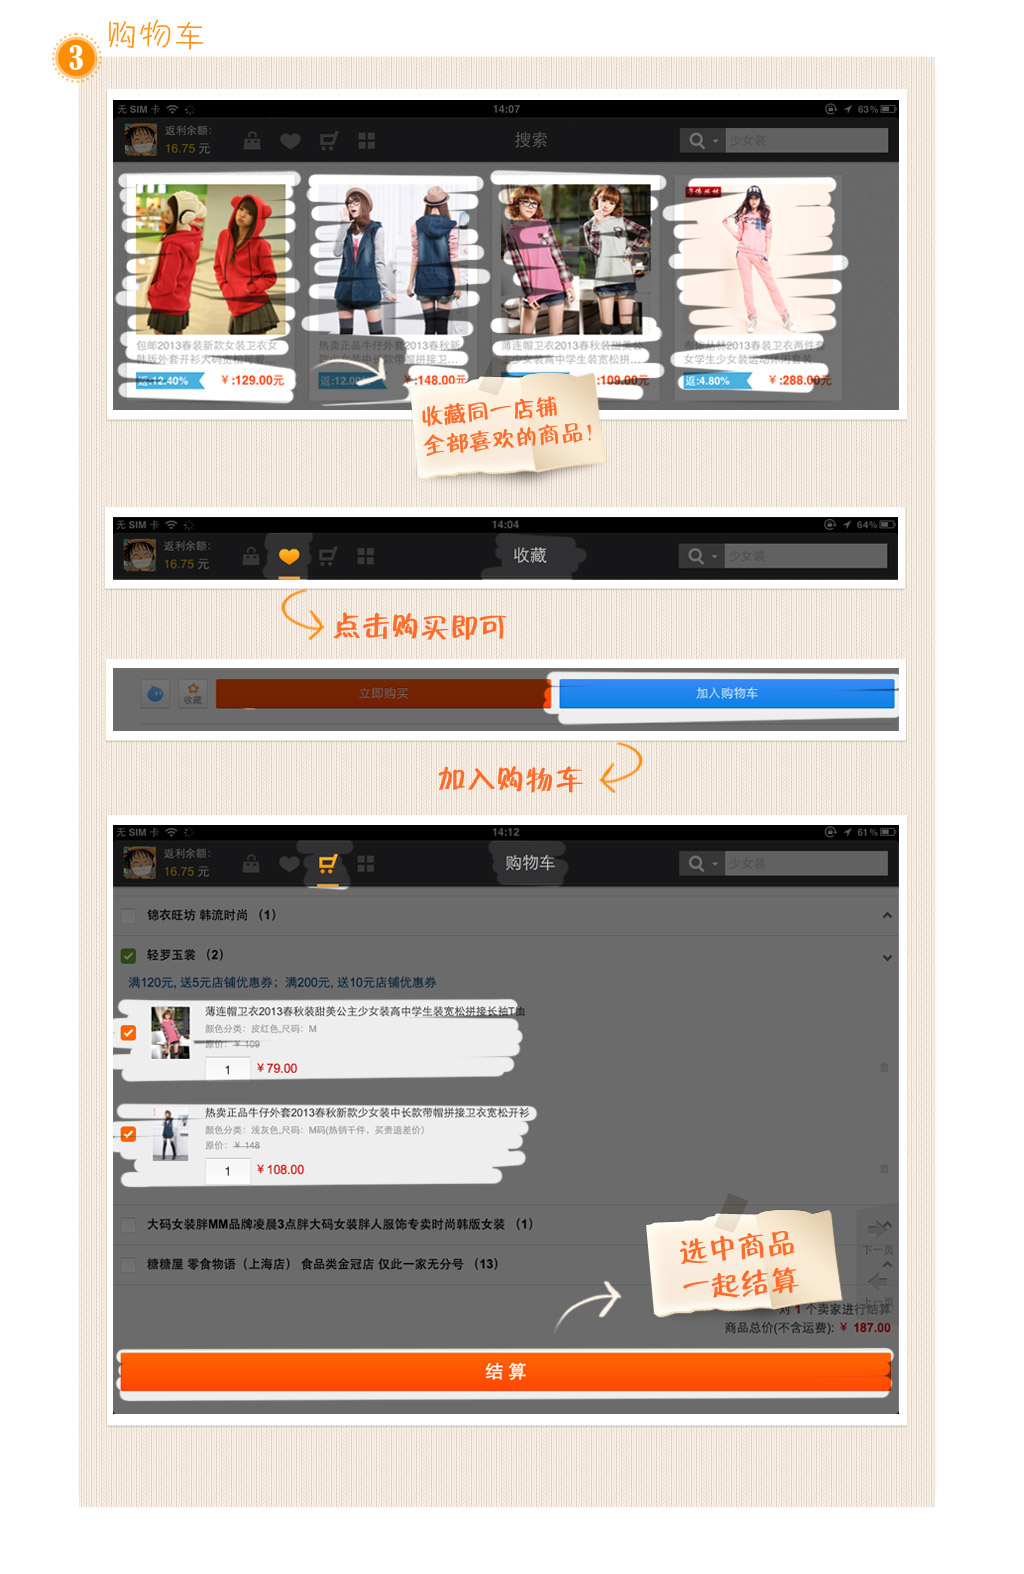 购物车
3
无 SIM 卡 14:07 63%
返利余额:
16.75 元
搜索
少女装
包邮2013春装新款女装卫衣女
韩版外套开衫大码宽松可爱...
返:12.40% ¥:129.00元
热卖正品牛仔外套2013春秋新
款少女装中长款带帽拼接卫...
返:12.00% ¥:148.00元
薄连帽卫衣2013春秋装甜美公
主少女装高中学生装宽松拼...
:109.00元
2013春装卫衣两件套
女学生少女装运动休闲套装...
返:4.80% ¥:288.00元
收藏同一店铺
全部喜欢的商品!
无 SIM 卡 14:04 64%
返利余额:
16.75 元
收藏
少女装
点击购买即可
收藏
立即购买
加入购物车
加入购物车
无 SIM 卡 14:12 61%
返利余额:
16.75 元
购物车
少女装
锦衣旺坊 韩流时尚 （1）
轻罗玉裳 （2）
满120元, 送5元店铺优惠券；满200元, 送10元店铺优惠券
薄连帽卫衣2013春秋装甜美公主少女装高中学生装宽松拼接长袖T恤
颜色分类：皮红色,尺码：M
原价：¥ 109
1 ¥ 79.00
热卖正品牛仔外套2013春秋新款少女装中长款带帽拼接卫衣宽松开衫
颜色分类：浅灰色,尺码：M码(热销千件，买贵退差价)
原价：¥ 148
1 ¥ 108.00
大码女装胖MM品牌凌晨3点胖大码女装胖人服饰专卖时尚韩版女装 （1）
糖糖屋 零食物语（上海店） 食品类金冠店 仅此一家无分号 （13）
选中商品
一起结算
下一页
上一页
对 1 个卖家进行结算
商品总价(不含运费): ¥ 187.00
结 算